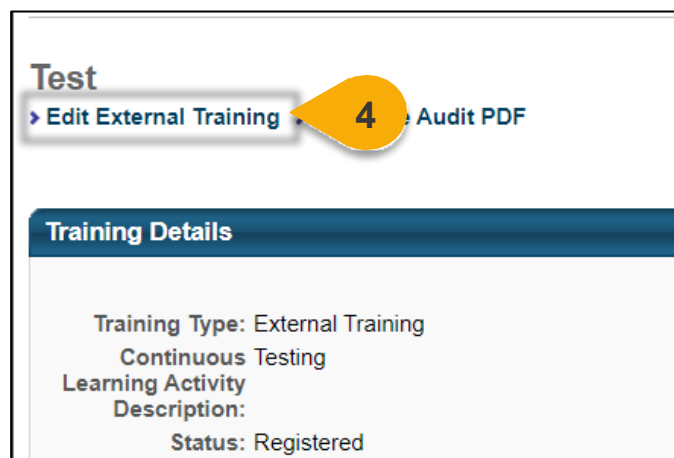 Test
› Edit External Training › 4 e Audit PDF
Training Details
Training Type: External Training
Continuous Testing
Learning Activity
Description:
Status: Registered